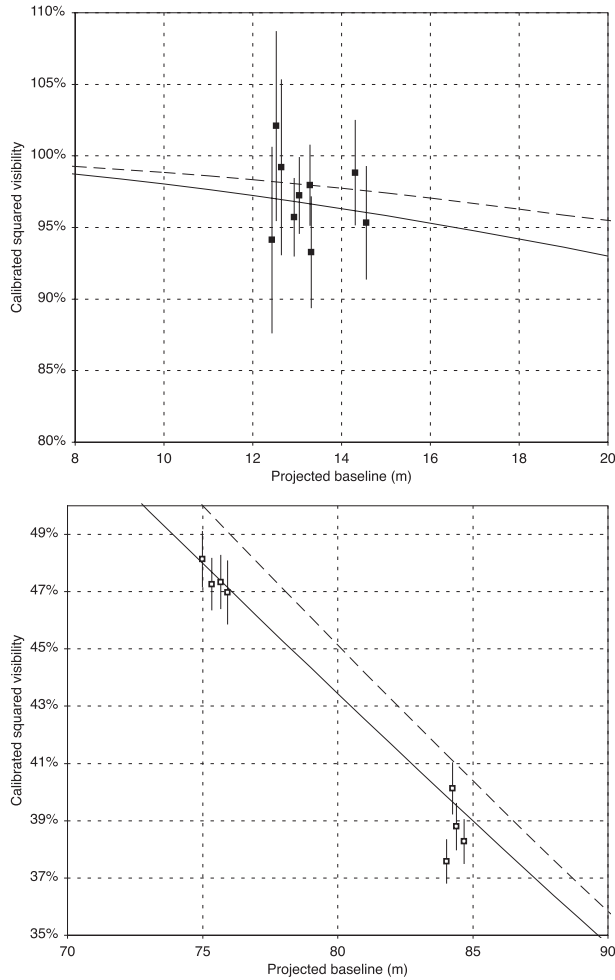 110%
105%
100%
95%
90%
85%
80%
Calibrated squared visibility
8 10 12 14 16 18 20
Projected baseline (m)
49%
47%
45%
43%
41%
39%
37%
35%
Calibrated squared visibility
70 75 80 85 90
Projected baseline (m)